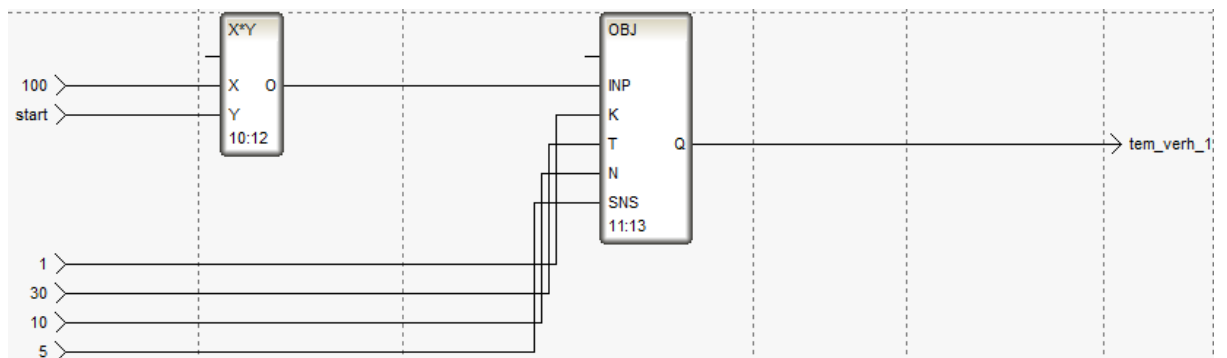 X*Y
OBJ
100
X O
INP
start
Y
K
10:12
T Q
tem_verh_1
N
SNS
11:13
1
30
10
5